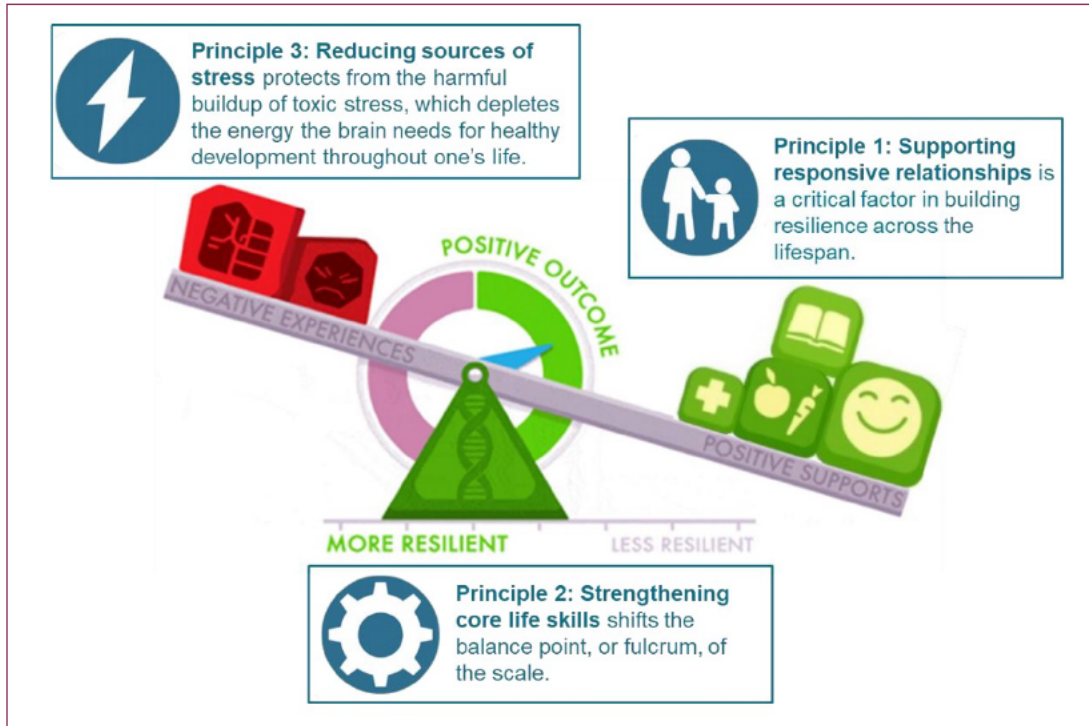 Principle 3: Reducing sources of
stress protects from the harmful
buildup of toxic stress, which depletes
the energy the brain needs for healthy
development throughout one's life.
Principle 1: Supporting
responsive relationships is
a critical factor in building
resilience across the
lifespan.
POSITIVE OUTCOME
NEGATIVE EXPERIENCES
POSITIVE SUPPORTS
MORE RESILIENT
LESS RESILIENT
Principle 2: Strengthening
core life skills shifts the
balance point, or fulcrum, of
the scale.